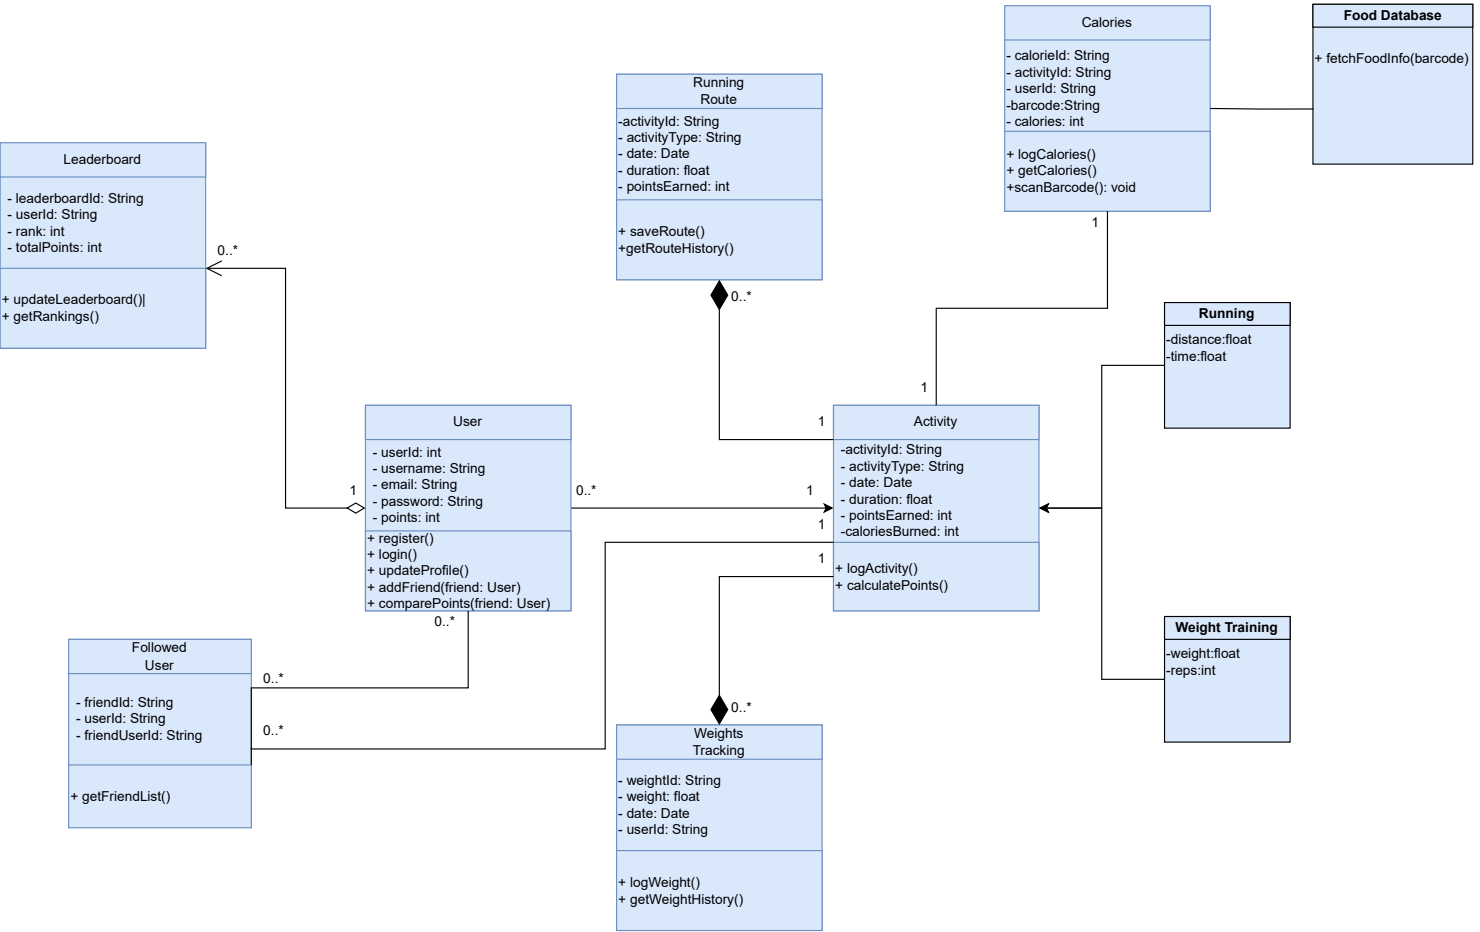 Calories
- calorieId: String
- activityId: String
- userId: String
-barcode:String
- calories: int
+ logCalories()
+ getCalories()
+scanBarcode(): void
1
Food Database
+ fetchFoodInfo(barcode)
Running
Route
-activityId: String
- activityType: String
- date: Date
- duration: float
- pointsEarned: int
+ saveRoute()
+getRouteHistory()
0..*
Leaderboard
- leaderboardId: String
- userId: String
- rank: int
- totalPoints: int
+ updateLeaderboard()|
+ getRankings()
0..*
Running
-distance:float
-time:float
User
- userId: int
- username: String
- email: String
- password: String
- points: int
+ register()
+ login()
+ updateProfile()
+ addFriend(friend: User)
+ comparePoints(friend: User)
1
0..*
0..*
1
1
1
1
1
Activity
-activityId: String
- activityType: String
- date: Date
- duration: float
- pointsEarned: int
-caloriesBurned: int
+ logActivity()
+ calculatePoints()
Weight Training
-weight:float
-reps:int
Followed
User
- friendId: String
- userId: String
- friendUserId: String
+ getFriendList()
0..*
0..*
0..*
Weights
Tracking
- weightId: String
- weight: float
- date: Date
- userId: String
+ logWeight()
+ getWeightHistory()